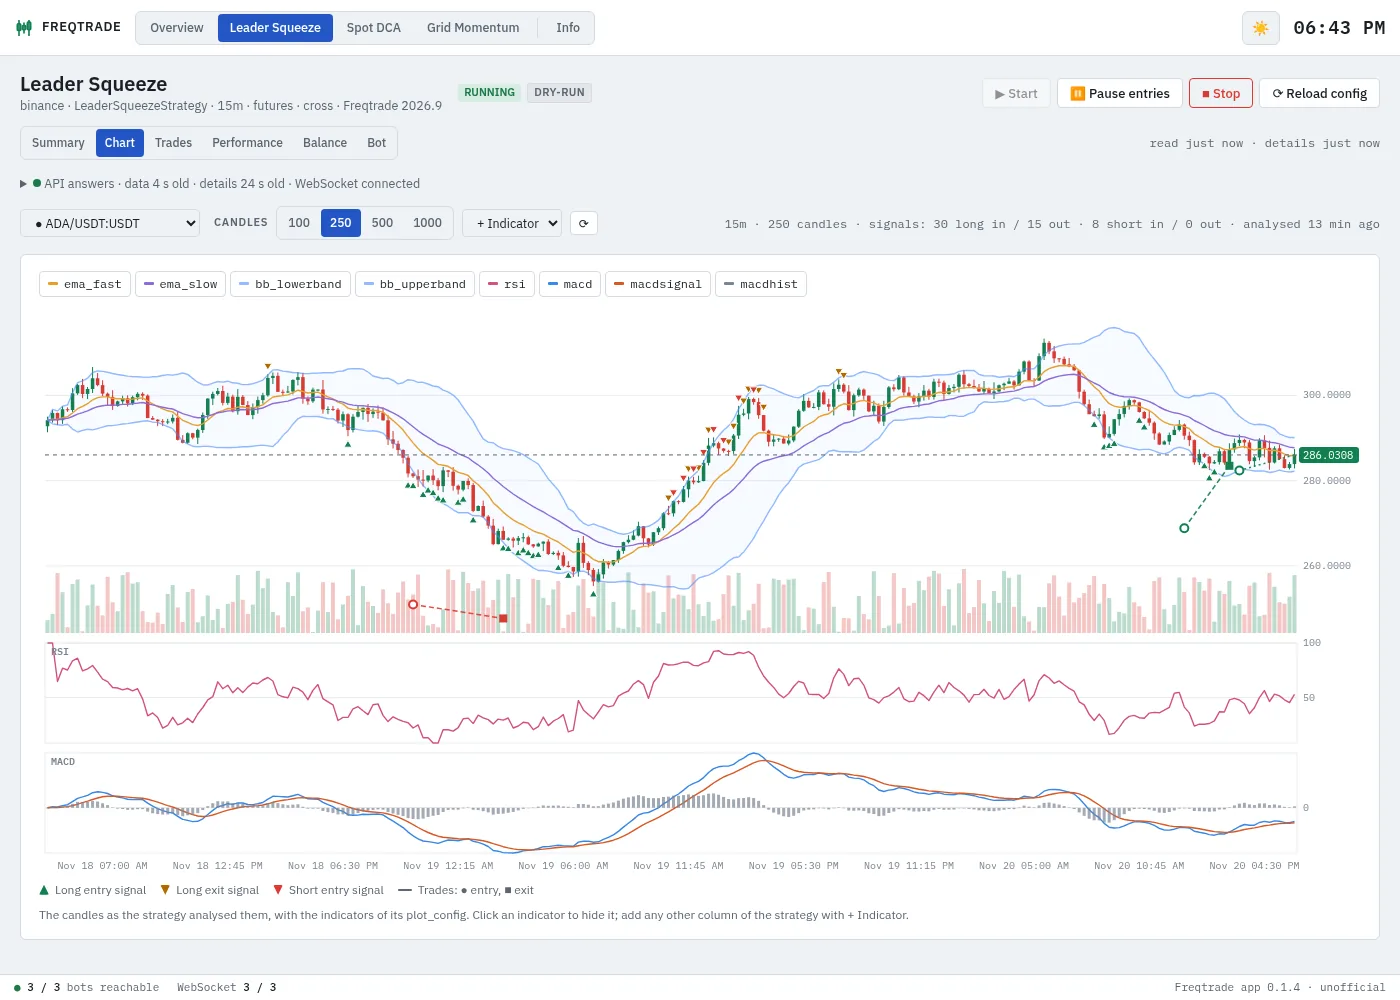 FREQTRADE
Overview
Leader Squeeze
Spot DCA
Grid Momentum
Info
06:43 PM
Leader Squeeze
binance · LeaderSqueezeStrategy · 15m · futures · cross · Freqtrade 2026.9
RUNNING
DRY-RUN
Start
Pause entries
Stop
Reload config
Summary
Chart
Trades
Performance
Balance
Bot
read just now · details just now
API answers · data 4 s old · details 24 s old · WebSocket connected
ADA/USDT:USDT
CANDLES
100
250
500
1000
+ Indicator
15m · 250 candles · signals: 30 long in / 15 out · 8 short in / 0 out · analysed 13 min ago
ema_fast
ema_slow
bb_lowerband
bb_upperband
rsi
macd
macdsignal
macdhist
300.0000
286.0308
280.0000
260.0000
RSI
100
50
MACD
0
Nov 18 07:00 AM
Nov 18 12:45 PM
Nov 18 06:30 PM
Nov 19 12:15 AM
Nov 19 06:00 AM
Nov 19 11:45 AM
Nov 19 05:30 PM
Nov 19 11:15 PM
Nov 20 05:00 AM
Nov 20 10:45 AM
Nov 20 04:30 PM
Long entry signal
Long exit signal
Short entry signal
Trades: ● entry, ■ exit
The candles as the strategy analysed them, with the indicators of its plot_config. Click an indicator to hide it; add any other column of the strategy with + Indicator.
3 / 3 bots reachable
WebSocket 3 / 3
Freqtrade app 0.1.4 · unofficial